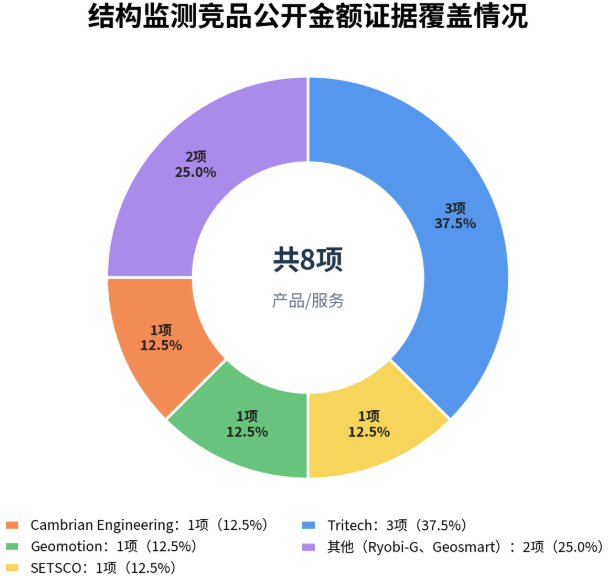 结构监测竞品公开金额证据覆盖情况
2项
25.0%
3项
37.5%
共8项
产品/服务
1项
12.5%
1项
12.5%
1项
12.5%
Cambrian Engineering：1项（12.5%）
Geomotion：1项（12.5%）
SETSCO：1项（12.5%）
Tritech：3项（37.5%）
其他（Ryobi-G、Geosmart）：2项（25.0%）